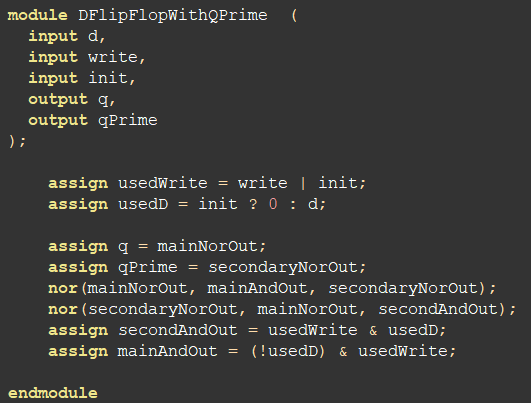 module DFlipFlopWithQPrime  (
  input d,
  input write,
  input init,
  output q,
  output qPrime
);
    assign usedWrite = write | init;
    assign usedD = init ? 0 : d;
    assign q = mainNorOut;
    assign qPrime = secondaryNorOut;
    nor(mainNorOut, mainAndOut, secondaryNorOut);
    nor(secondaryNorOut, mainNorOut, secondAndOut);
    assign secondAndOut = usedWrite & usedD;
    assign mainAndOut = (!usedD) & usedWrite;
endmodule